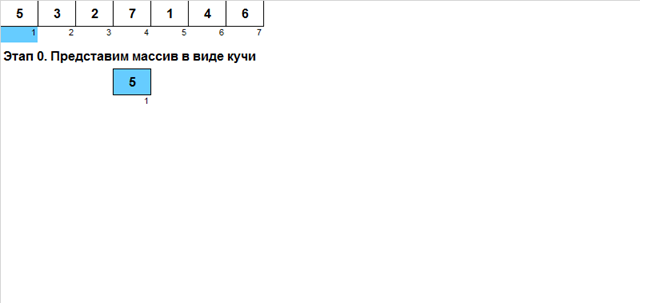 5 3 2 7 1 4 6
1 2 3 4 5 6 7
Этап 0. Представим массив в виде кучи
5
1